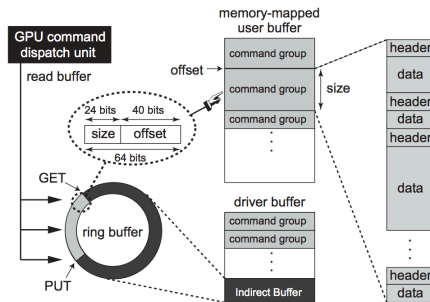 memory-mapped
user buffer
GPU command
dispatch unit
read buffer
command group
offset
command group
size
command group
24 bits
40 bits
size
offset
64 bits
GET
ring buffer
PUT
driver buffer
command group
command group
Indirect Buffer
header
data
header
data
header
data
header
data